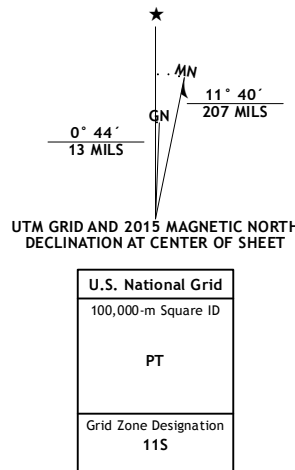 MN
GN
11° 40´
207 MILS
0° 44´
13 MILS
UTM GRID AND 2015 MAGNETIC NORTH
DECLINATION AT CENTER OF SHEET
U.S. National Grid
100,000-m Square ID
PT
Grid Zone Designation
11S